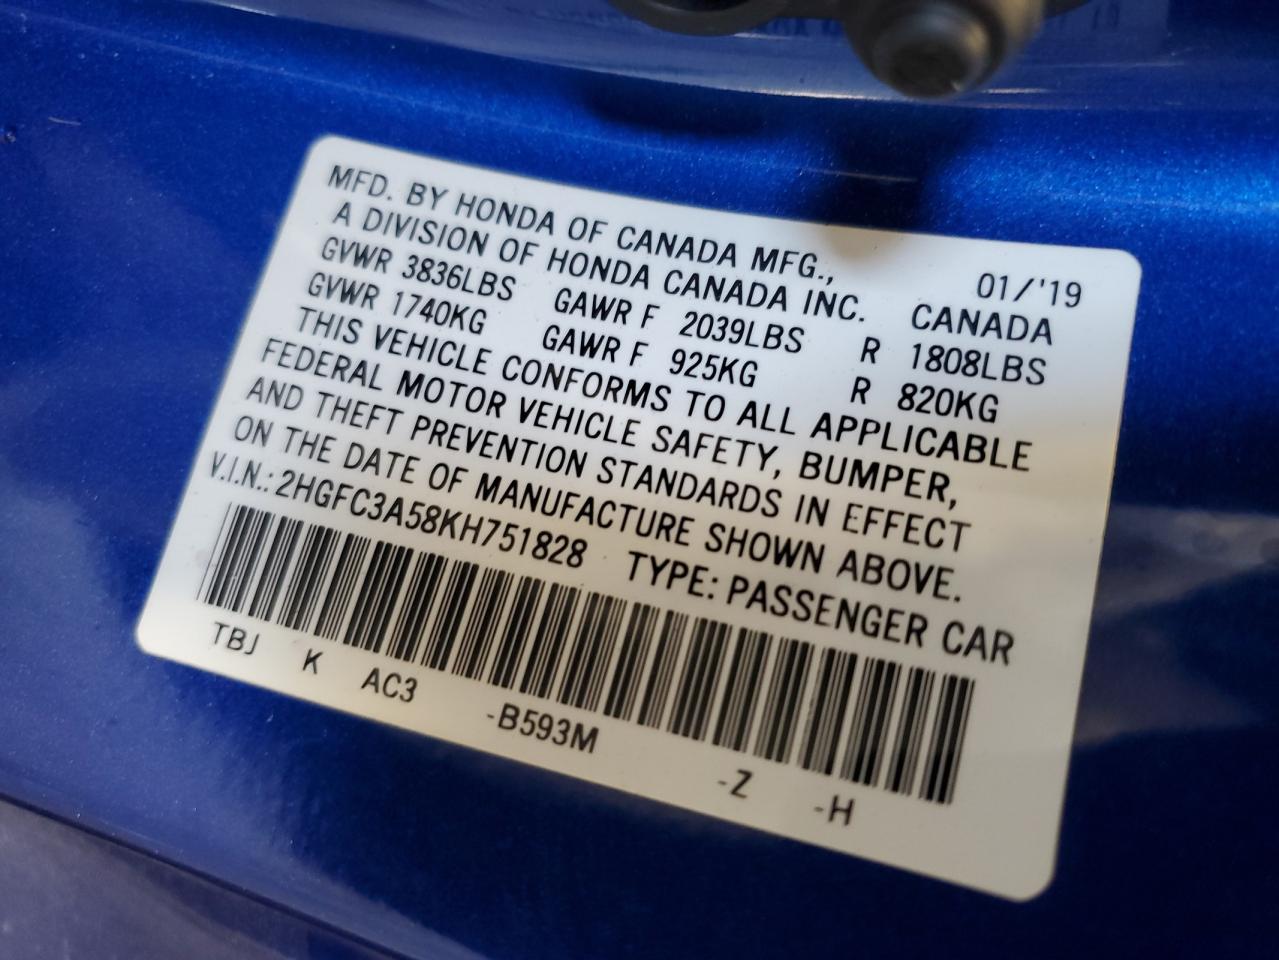 MFD. BY HONDA OF CANADA MFG.,
A DIVISION OF HONDA CANADA INC. 01/'19
GVWR 3836LBS GAWR F 2039LBS R 1808LBS CANADA
GVWR 1740KG GAWR F 925KG R 820KG
THIS VEHICLE CONFORMS TO ALL APPLICABLE
FEDERAL MOTOR VEHICLE SAFETY, BUMPER,
AND THEFT PREVENTION STANDARDS IN EFFECT
ON THE DATE OF MANUFACTURE SHOWN ABOVE.
V.I.N.: 2HGFC3A58KH751828 TYPE: PASSENGER CAR
TBJ K AC3 -B593M -Z -H